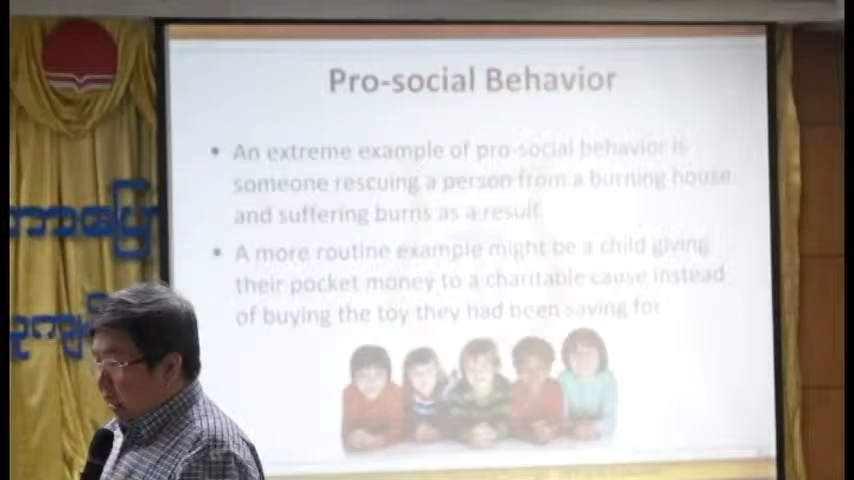 Pro-social Behavior
• An extreme example of pro-social behavior is
someone rescuing a person from a burning house
and suffering burns as a result
• A more routine example might be a child giving
their pocket money to a charitable cause instead
of buying the toy they had been saving for